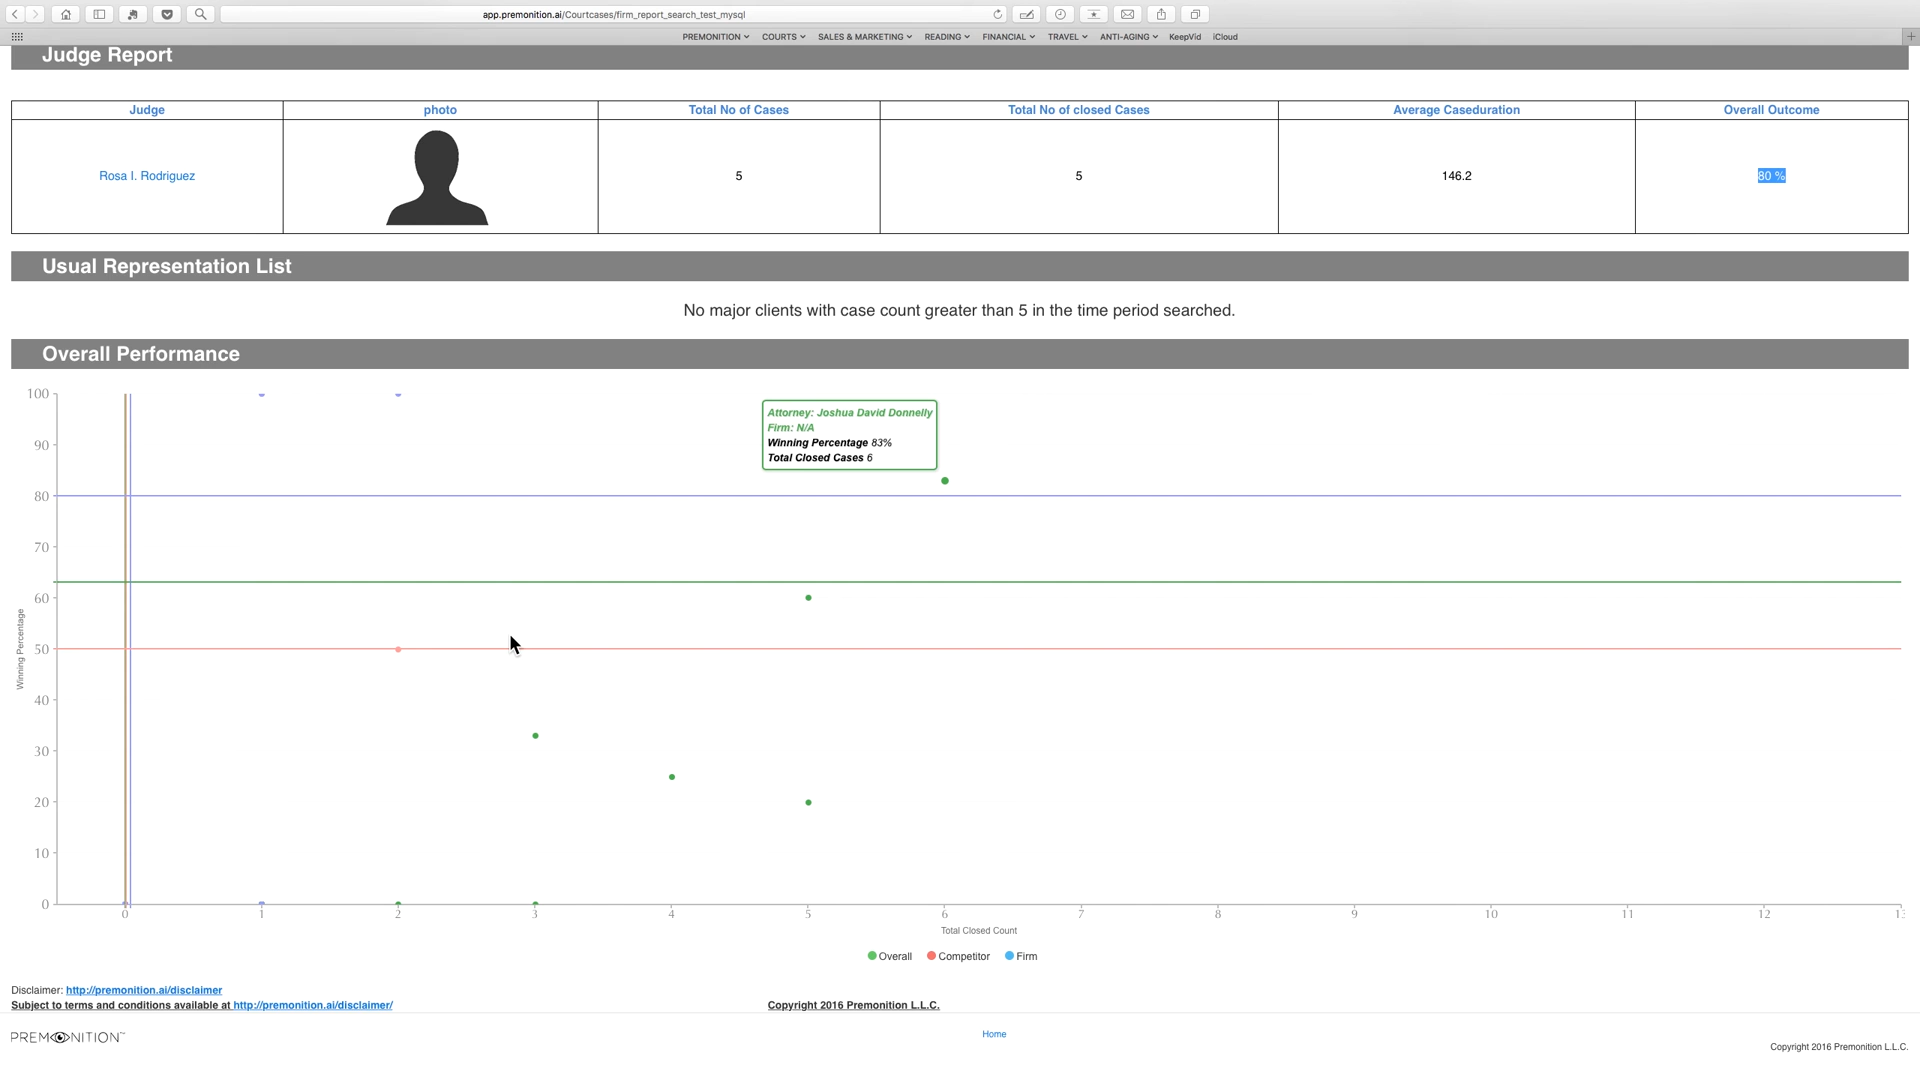 app.premonition.ai/Courtcases/firm_report_search_test_mysql
PREMONITION COURTS SALES & MARKETING READING FINANCIAL TRAVEL ANTI-AGING KeepVid iCloud
Judge Report
Judge photo Total No of Cases Total No of closed Cases Average Caseduration Overall Outcome
Rosa I. Rodriguez 5 5 146.2 80 %
Usual Representation List
No major clients with case count greater than 5 in the time period searched.
Overall Performance
100
90
80
70
60
50
40
30
20
10
0
Winning Percentage
Attorney: Joshua David Donnelly
Firm: N/A
Winning Percentage 83%
Total Closed Cases 6
0 1 2 3 4 5 6 7 8 9 10 11 12
Total Closed Count
Overall Competitor Firm
Disclaimer: http://premonition.ai/disclaimer
Subject to terms and conditions available at http://premonition.ai/disclaimer/ Copyright 2016 Premonition L.L.C.
PREMONITION
Home
Copyright 2016 Premonition L.L.C.